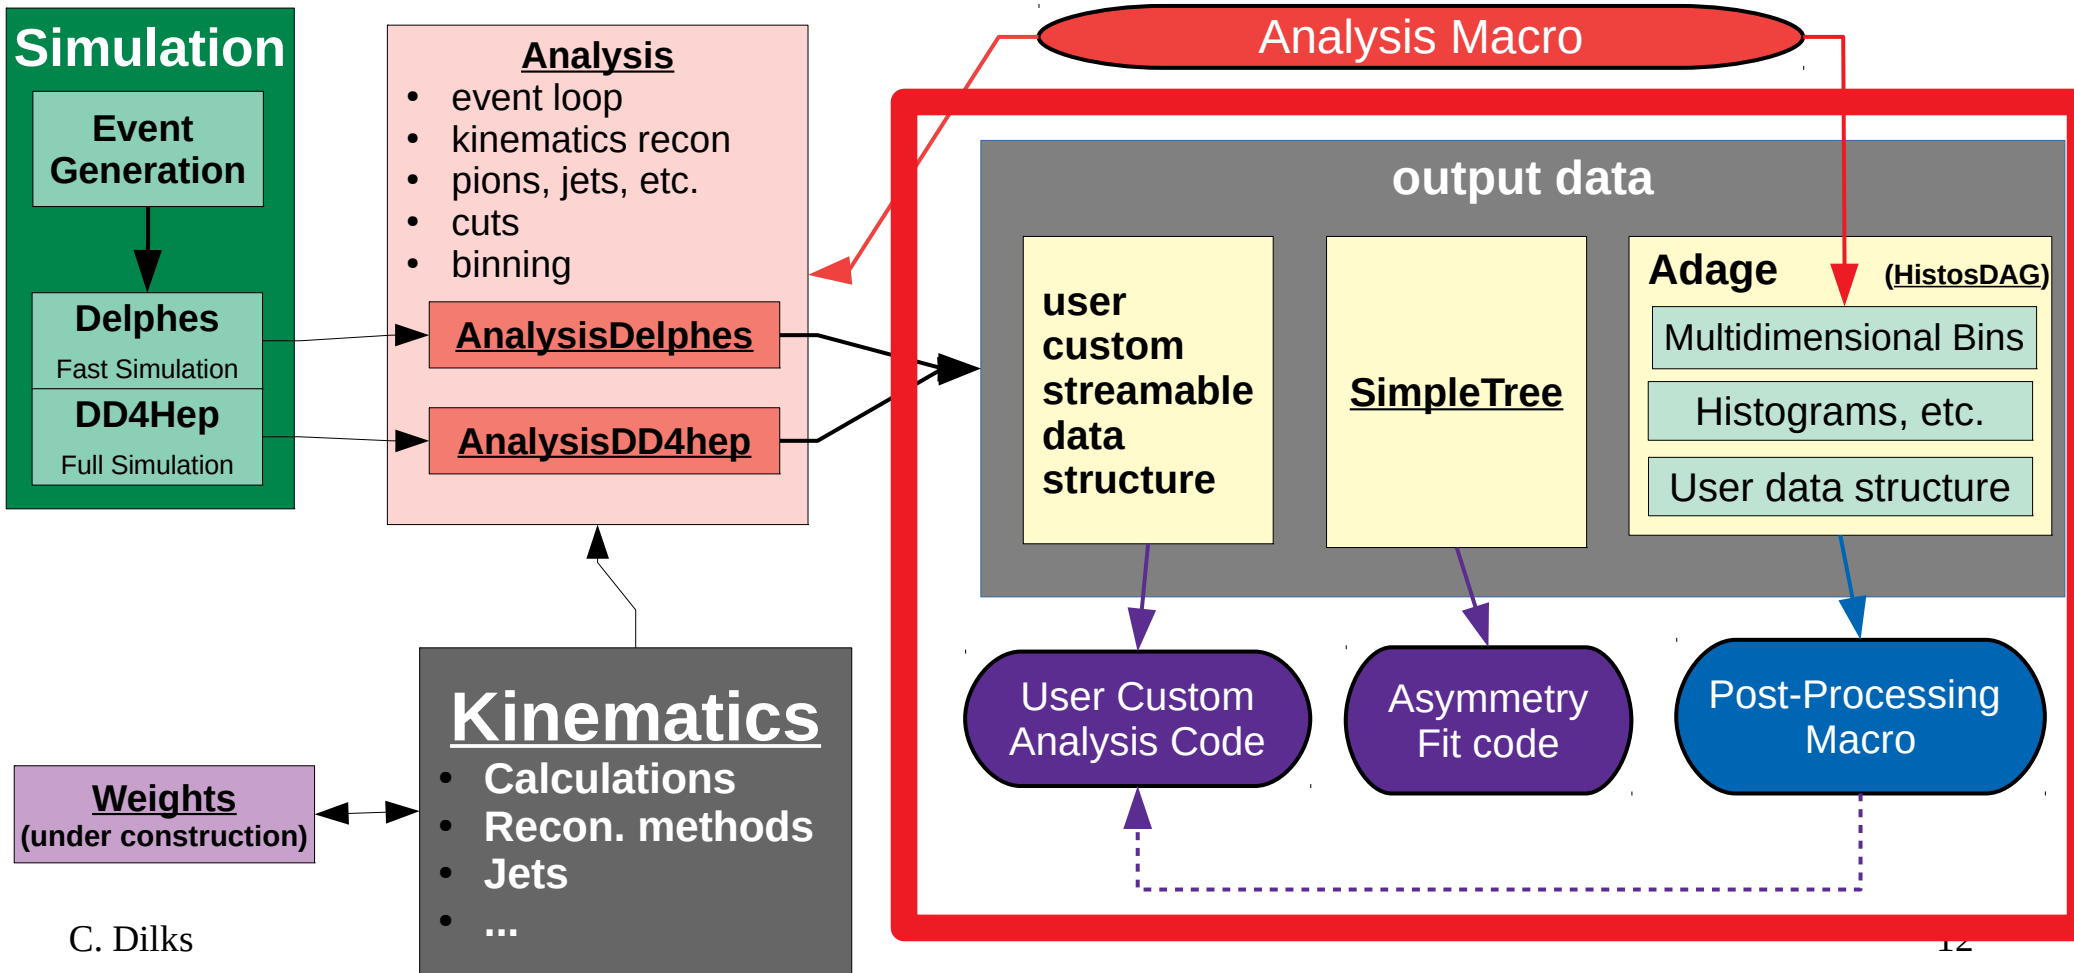 Simulation
Event
Generation
Delphes
Fast Simulation
DD4Hep
Full Simulation
Analysis
• event loop
• kinematics recon
• pions, jets, etc.
• cuts
• binning
AnalysisDelphes
AnalysisDD4hep
Analysis Macro
output data
user
custom
streamable
data
structure
SimpleTree
Adage (HistosDAG)
Multidimensional Bins
Histograms, etc.
User data structure
User Custom
Analysis Code
Asymmetry
Fit code
Post-Processing
Macro
Kinematics
• Calculations
• Recon. methods
• Jets
• ...
Weights
(under construction)
C. Dilks
12